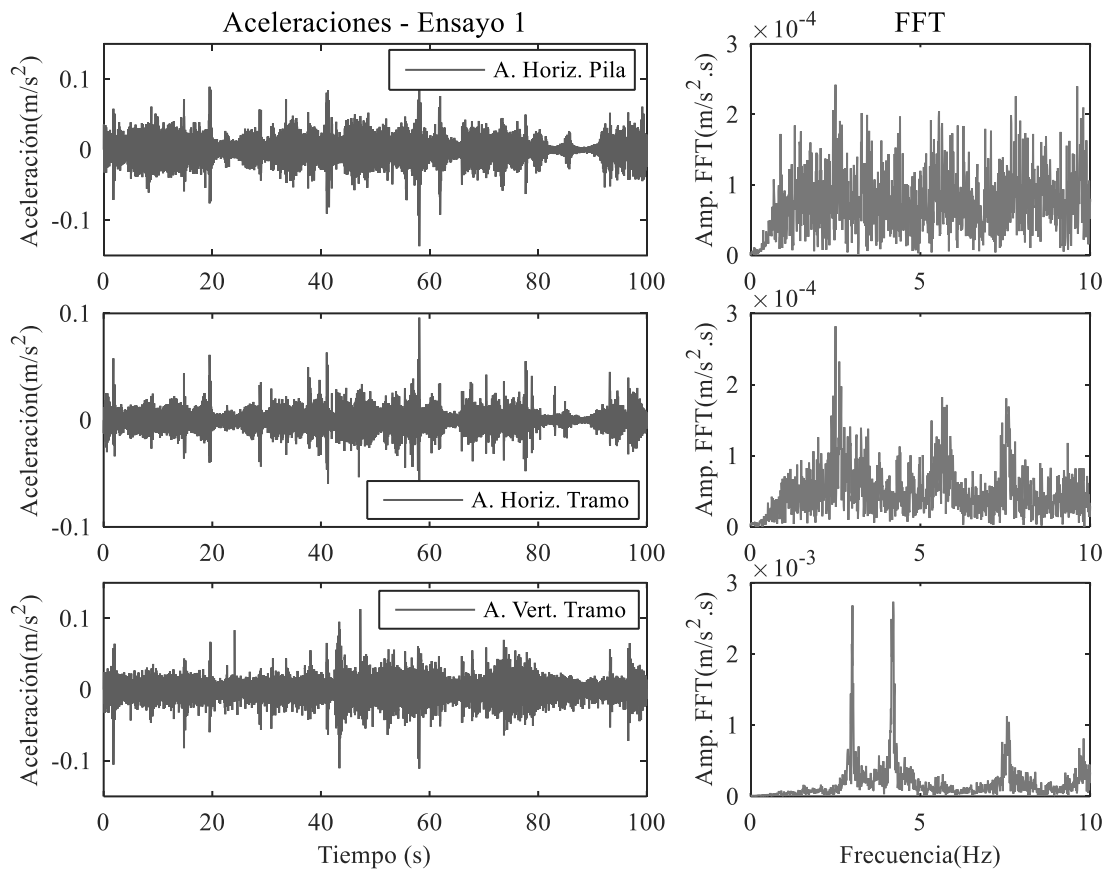 Aceleraciones - Ensayo 1
FFT
Aceleración(m/s²)
0.1
0
-0.1
A. Horiz. Pila
0 20 40 60 80 100
Amp. FFT(m/s².s)
×10⁻⁴
3
2
1
0
0 5 10
Aceleración(m/s²)
0.1
0
-0.1
A. Horiz. Tramo
0 20 40 60 80 100
Amp. FFT(m/s².s)
×10⁻⁴
3
2
1
0
0 5 10
Aceleración(m/s²)
0.1
0
-0.1
A. Vert. Tramo
0 20 40 60 80 100
Tiempo (s)
Amp. FFT(m/s².s)
×10⁻³
3
2
1
0
0 5 10
Frecuencia(Hz)